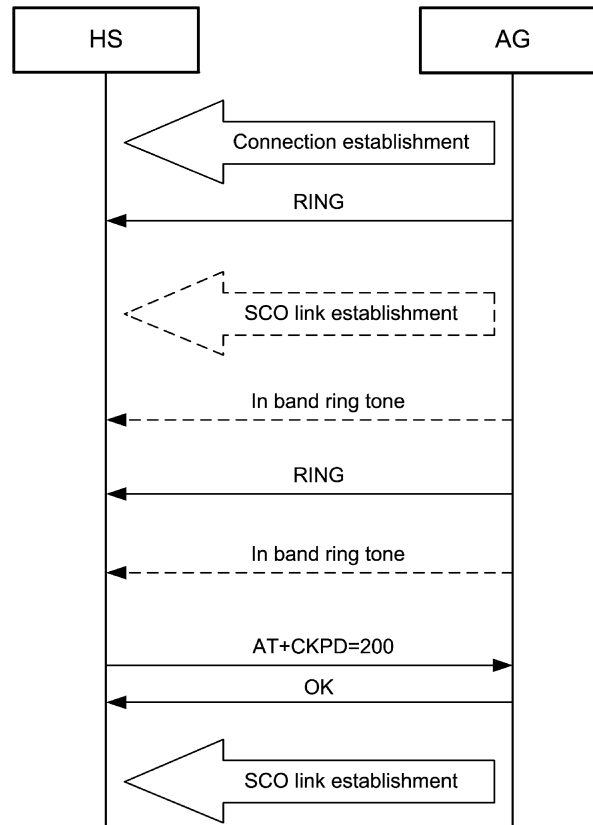 HS
AG
Connection establishment
RING
SCO link establishment
In band ring tone
RING
In band ring tone
AT+CKPD=200
OK
SCO link establishment